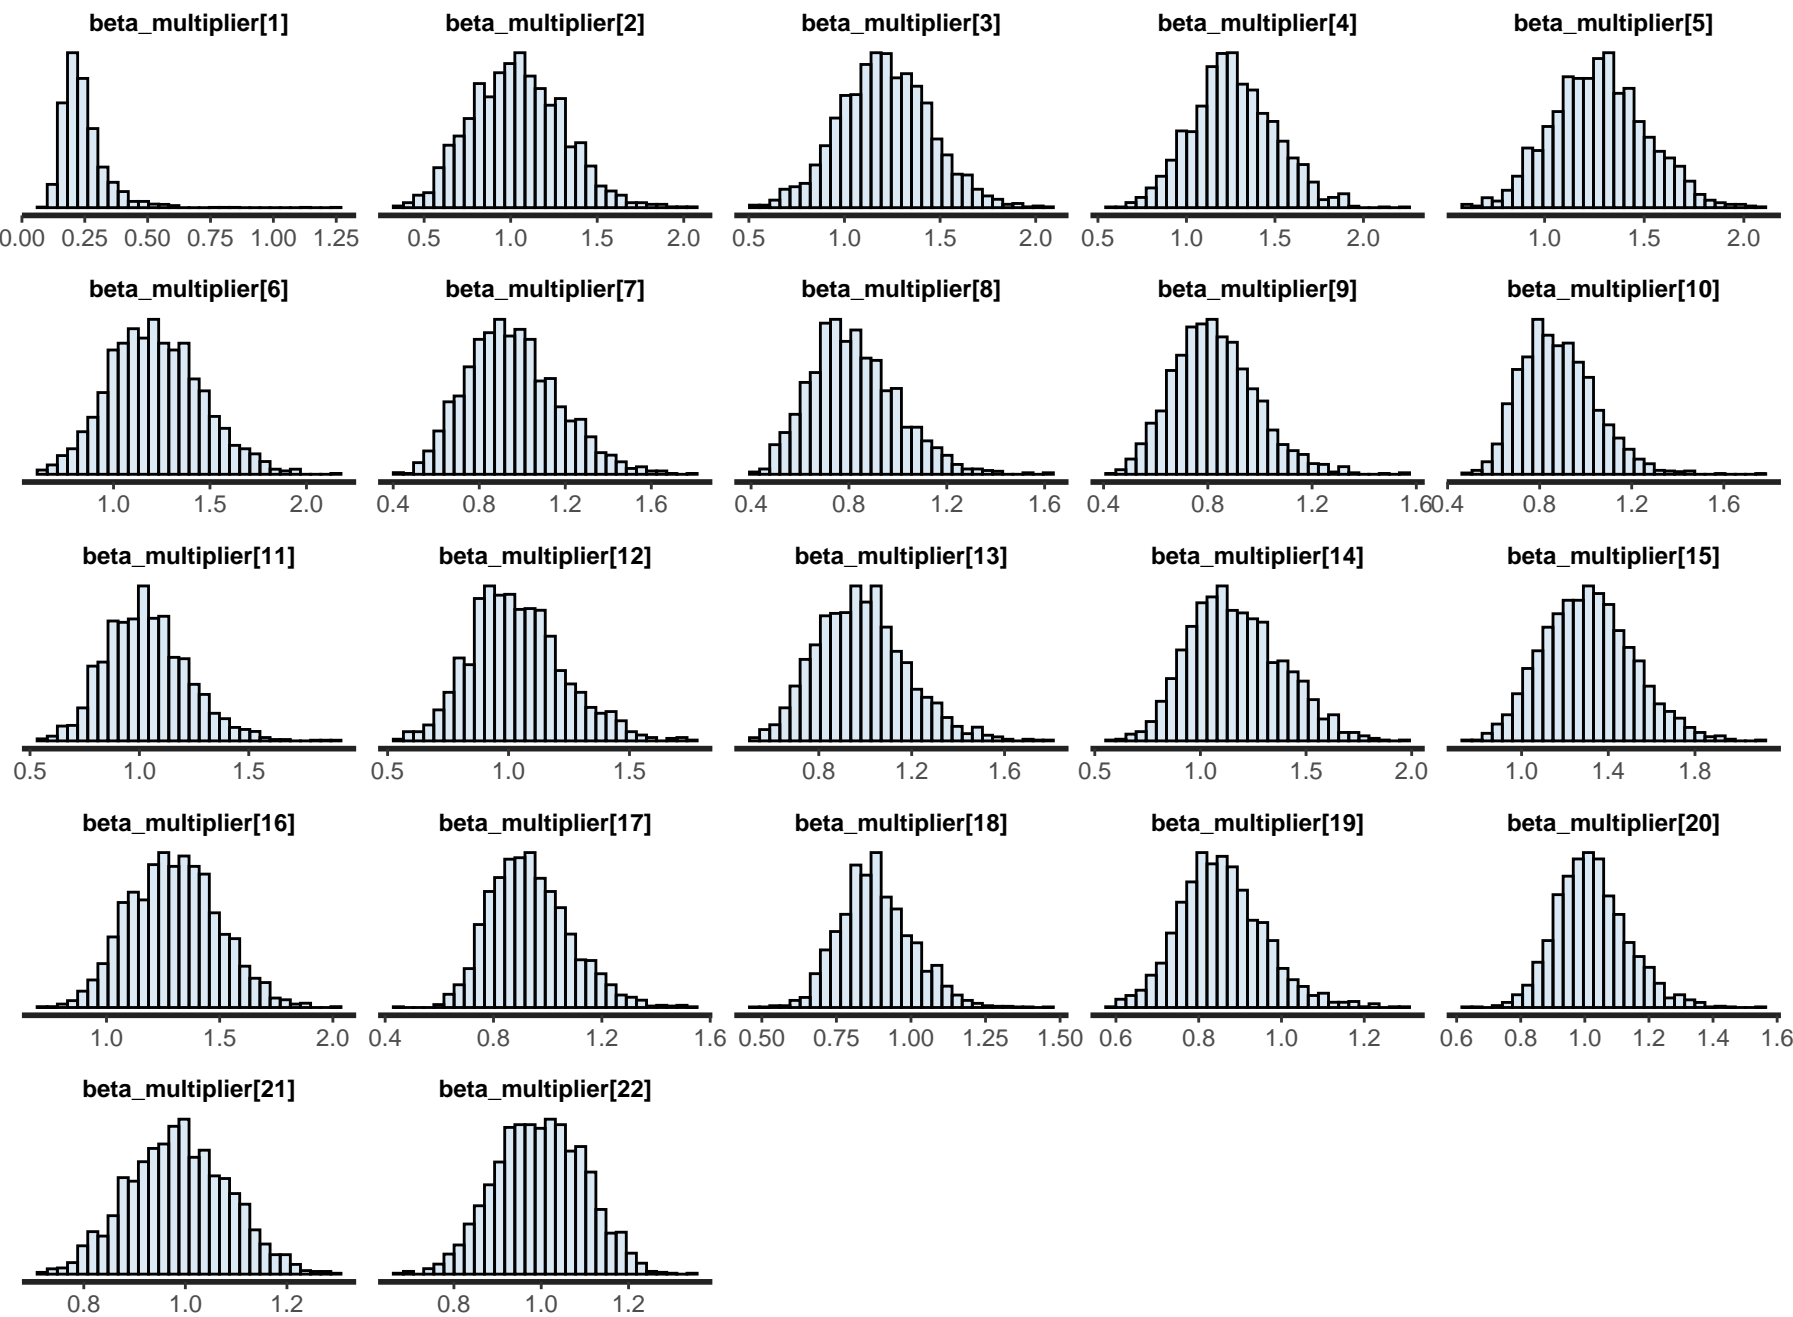 beta_multiplier[1] beta_multiplier[2] beta_multiplier[3] beta_multiplier[4] beta_multiplier[5]
0.00 0.25 0.50 0.75 1.00 1.25 0.5 1.0 1.5 2.0 0.5 1.0 1.5 2.0 0.5 1.0 1.5 2.0 1.0 1.5 2.0
beta_multiplier[6] beta_multiplier[7] beta_multiplier[8] beta_multiplier[9] beta_multiplier[10]
1.0 1.5 2.0 0.4 0.8 1.2 1.6 0.4 0.8 1.2 1.6 0.4 0.8 1.2 1.6 0.4 0.8 1.2 1.6
beta_multiplier[11] beta_multiplier[12] beta_multiplier[13] beta_multiplier[14] beta_multiplier[15]
0.5 1.0 1.5 0.5 1.0 1.5 0.8 1.2 1.6 0.5 1.0 1.5 2.0 1.0 1.4 1.8
beta_multiplier[16] beta_multiplier[17] beta_multiplier[18] beta_multiplier[19] beta_multiplier[20]
1.0 1.5 2.0 0.4 0.8 1.2 1.6 0.50 0.75 1.00 1.25 1.50 0.6 0.8 1.0 1.2 0.6 0.8 1.0 1.2 1.4 1.6
beta_multiplier[21] beta_multiplier[22]
0.8 1.0 1.2 0.8 1.0 1.2